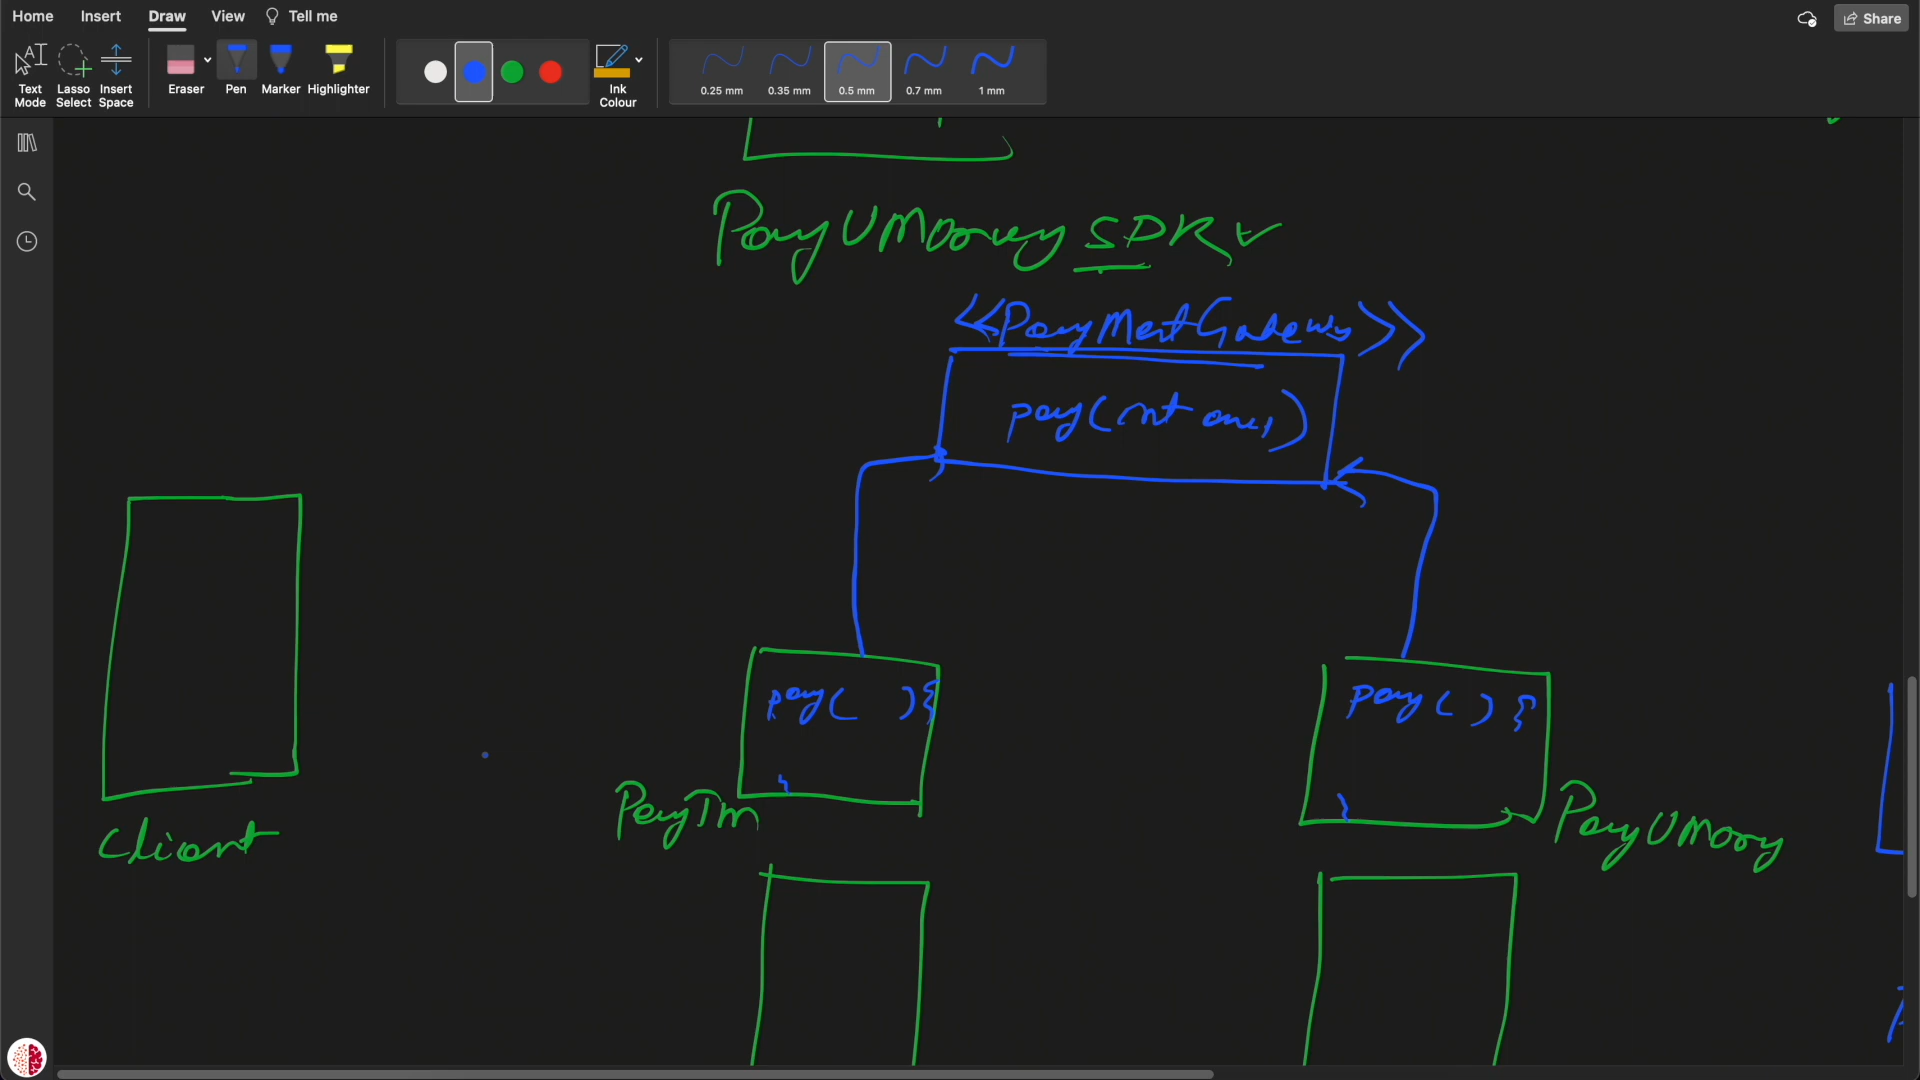 Home Insert Draw View Tell me
Share
Text Mode
Lasso Select
Insert Space
Eraser
Pen
Marker
Highlighter
Ink Colour
0.25 mm
0.35 mm
0.5 mm
0.7 mm
1 mm
PayUMoney SDK
<<PaymentGateway>>
pay(int amt)
pay( ){
}
PayTm
pay( ) {
}
PayUMoney
Client